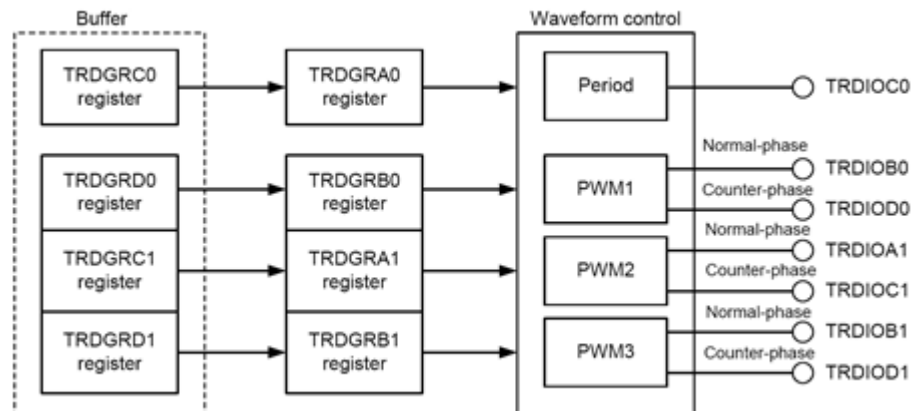 Buffer
Waveform control
TRDGRC0
register
TRDGRA0
register
Period
TRDIOC0
TRDGRD0
register
TRDGRB0
register
PWM1
Normal-phase
TRDIOB0
Counter-phase
TRDIOD0
TRDGRC1
register
TRDGRA1
register
PWM2
Normal-phase
TRDIOA1
Counter-phase
TRDIOC1
TRDGRD1
register
TRDGRB1
register
PWM3
Normal-phase
TRDIOB1
Counter-phase
TRDIOD1